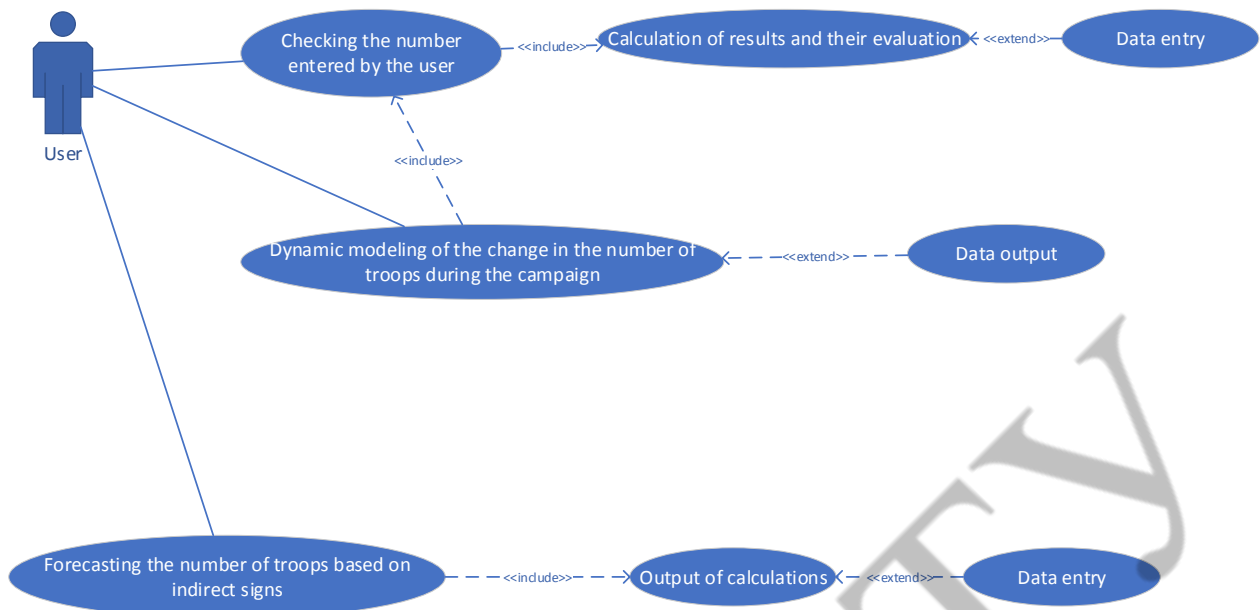 Checking the number
entered by the user
<<include>>
Calculation of results and their evaluation
<<extend>>
Data entry
User
<<include>>
Dynamic modeling of the change in the number of
troops during the campaign
<<extend>>
Data output
Forecasting the number of troops based on
indirect signs
<<include>>
Output of calculations
<<extend>>
Data entry
TY